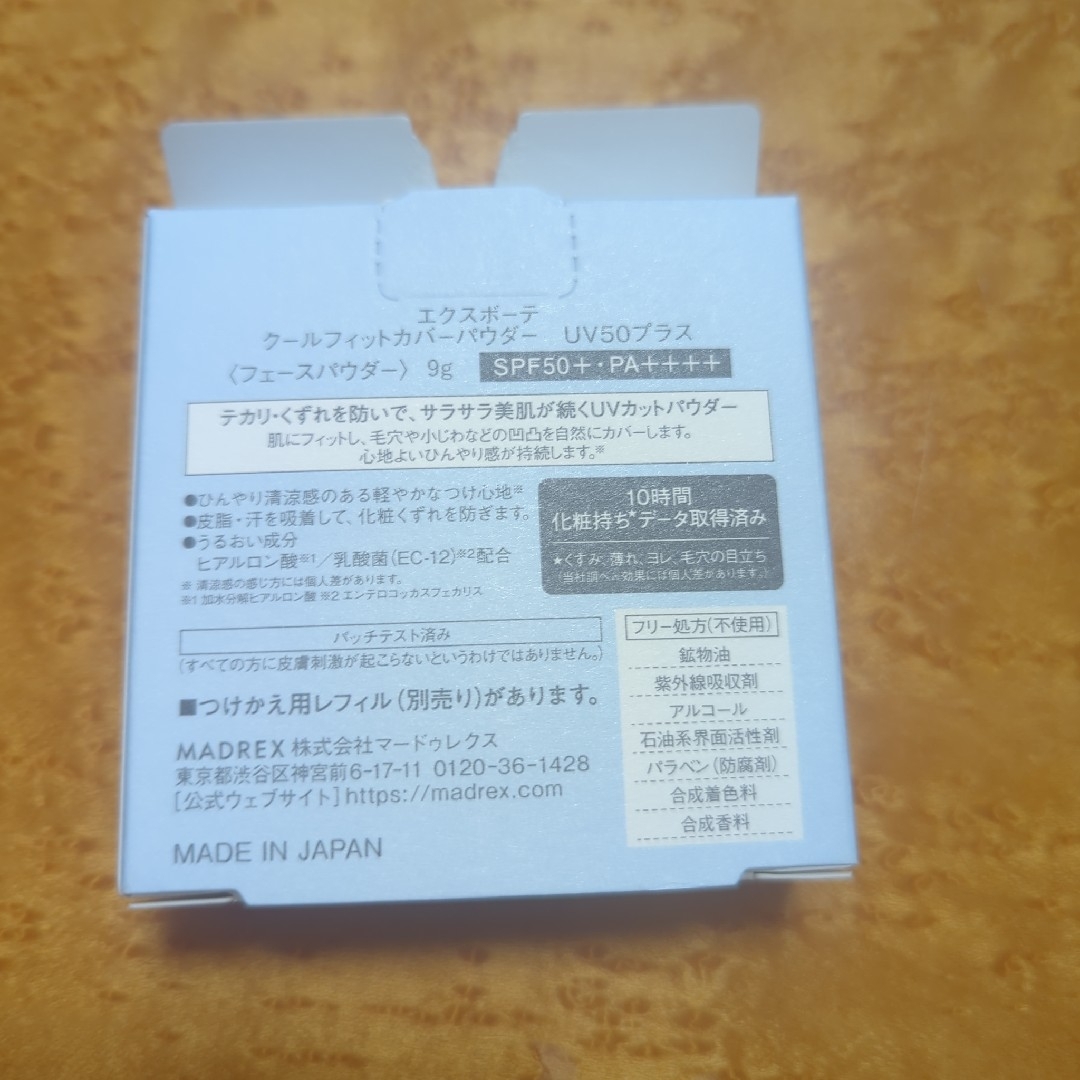 エクスボーテ
クールフィットカバーパウダー　UV50プラス
〈フェースパウダー〉 9g SPF50+・PA++++
テカリ・くずれを防いで、サラサラ美肌が続くUVカットパウダー
肌にフィットし、毛穴や小じわなどの凹凸を自然にカバーします。
心地よいひんやり感が持続します。※
●ひんやり清涼感のある軽やかなつけ心地※
●皮脂・汗を吸着して、化粧くずれを防ぎます。
●うるおい成分
ヒアルロン酸※1／乳酸菌(EC-12)※2配合
※ 清涼感の感じ方には個人差があります。
※1 加水分解ヒアルロン酸 ※2 エンテロコッカスフェカリス
10時間
化粧持ち★データ取得済み
★くすみ、薄れ、ヨレ、毛穴の目立ち
(当社調べ☆効果には個人差があります。)
パッチテスト済み
(すべての方に皮膚刺激が起こらないというわけではありません。)
■つけかえ用レフィル(別売り)があります。
MADREX 株式会社マードゥレクス
東京都渋谷区神宮前6-17-11 0120-36-1428
[公式ウェブサイト]https://madrex.com
MADE IN JAPAN
フリー処方(不使用)
鉱物油
紫外線吸収剤
アルコール
石油系界面活性剤
パラベン(防腐剤)
合成着色料
合成香料